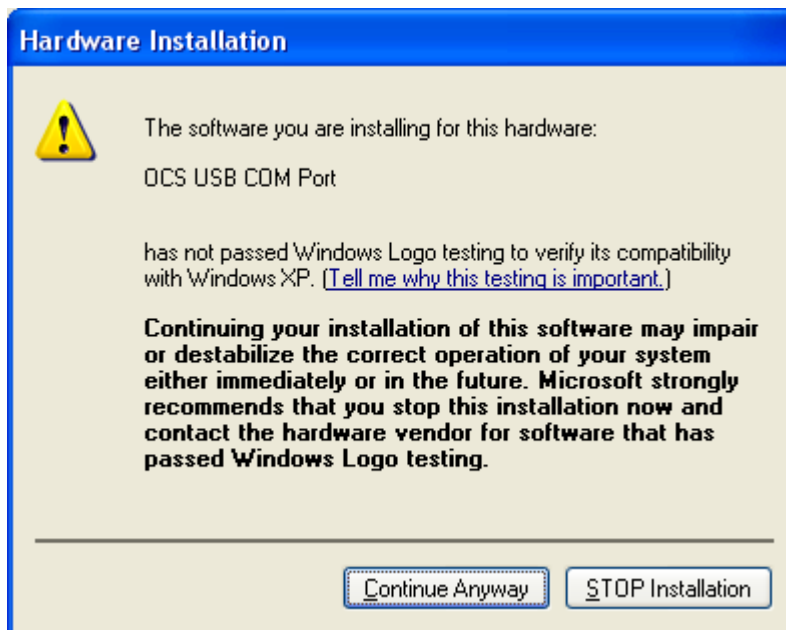 Hardware Installation
The software you are installing for this hardware:
OCS USB COM Port
has not passed Windows Logo testing to verify its compatibility
with Windows XP. (Tell me why this testing is important.)
Continuing your installation of this software may impair
or destabilize the correct operation of your system
either immediately or in the future. Microsoft strongly
recommends that you stop this installation now and
contact the hardware vendor for software that has
passed Windows Logo testing.
Continue Anyway
STOP Installation